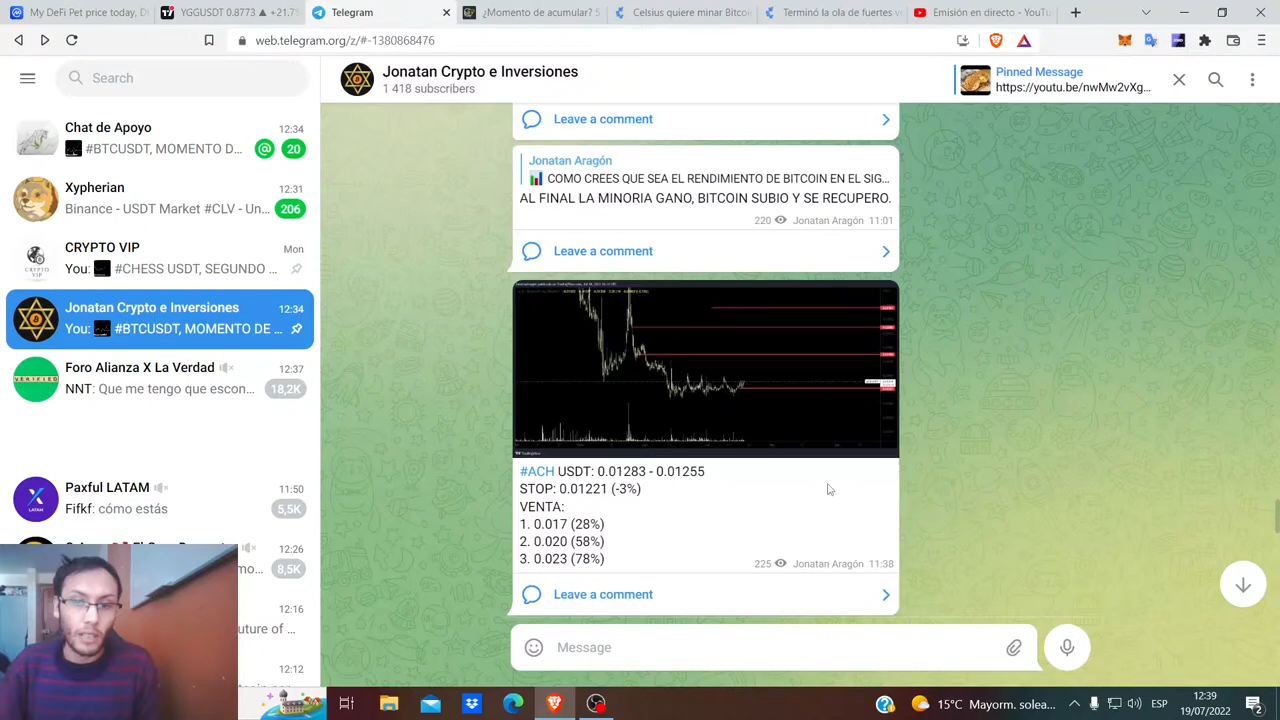 My DeFi Pet price today, D
YGGUSDT 0.8773 ▲ +21.75
Telegram
¿Momento de acumular? 5
Celsius quiere minar Bitco
Terminó la ola de fuertes v
Emisión en directo - YouTu
web.telegram.org/z/#-1380868476
Search
Jonatan Crypto e Inversiones
1 418 subscribers
Pinned Message
https://youtu.be/nwMw2vXg...
Chat de Apoyo
12:34
#BTCUSDT, MOMENTO D...
@
20
Xypherian
12:31
Binance - USDT Market #CLV - Un...
206
CRYPTO VIP
Mon
You: #CHESS USDT, SEGUNDO ...
Jonatan Crypto e Inversiones
12:34
You: #BTCUSDT, MOMENTO DE ...
Foro Alianza X La Verdad
12:37
NNT: Que me tengo que escon...
18,2K
Paxful LATAM
11:50
Fifkf: cómo estás
5,5K
12:26
8,5K
12:16
uture of ...
12:12
Leave a comment
Jonatan Aragón
COMO CREES QUE SEA EL RENDIMIENTO DE BITCOIN EN EL SIG...
AL FINAL LA MINORIA GANO, BITCOIN SUBIO Y SE RECUPERO.
220 Jonatan Aragón 11:01
Leave a comment
#ACH USDT: 0.01283 - 0.01255
STOP: 0.01221 (-3%)
VENTA:
1. 0.017 (28%)
2. 0.020 (58%)
3. 0.023 (78%)
225 Jonatan Aragón 11:38
Leave a comment
Message
15°C Mayorm. solea...
ESP
12:39
19/07/2022